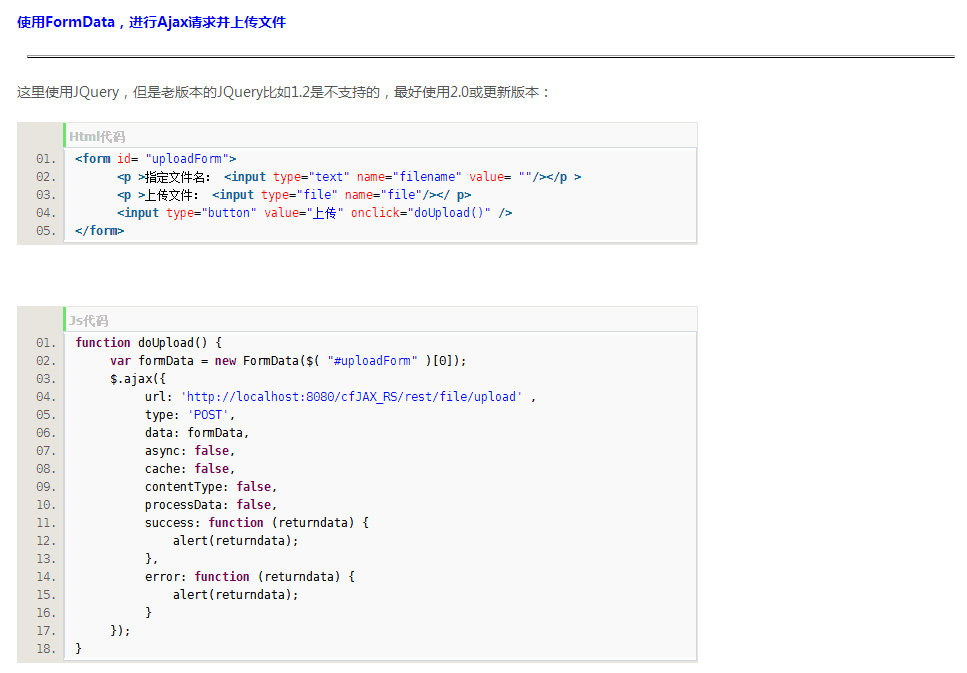 使用FormData，进行Ajax请求并上传文件
这里使用JQuery，但是老版本的JQuery比如1.2是不支持的，最好使用2.0或更新版本：
Html代码
01. <form id= "uploadForm">
02. <p >指定文件名： <input type="text" name="filename" value= ""/></p >
03. <p >上传文件： <input type="file" name="file"/></ p>
04. <input type="button" value="上传" onclick="doUpload()" />
05. </form>
Js代码
01. function doUpload() {
02. var formData = new FormData($( "#uploadForm" )[0]);
03. $.ajax({
04. url: 'http://localhost:8080/cfJAX_RS/rest/file/upload' ,
05. type: 'POST',
06. data: formData,
07. async: false,
08. cache: false,
09. contentType: false,
10. processData: false,
11. success: function (returndata) {
12. alert(returndata);
13. },
14. error: function (returndata) {
15. alert(returndata);
16. }
17. });
18. }